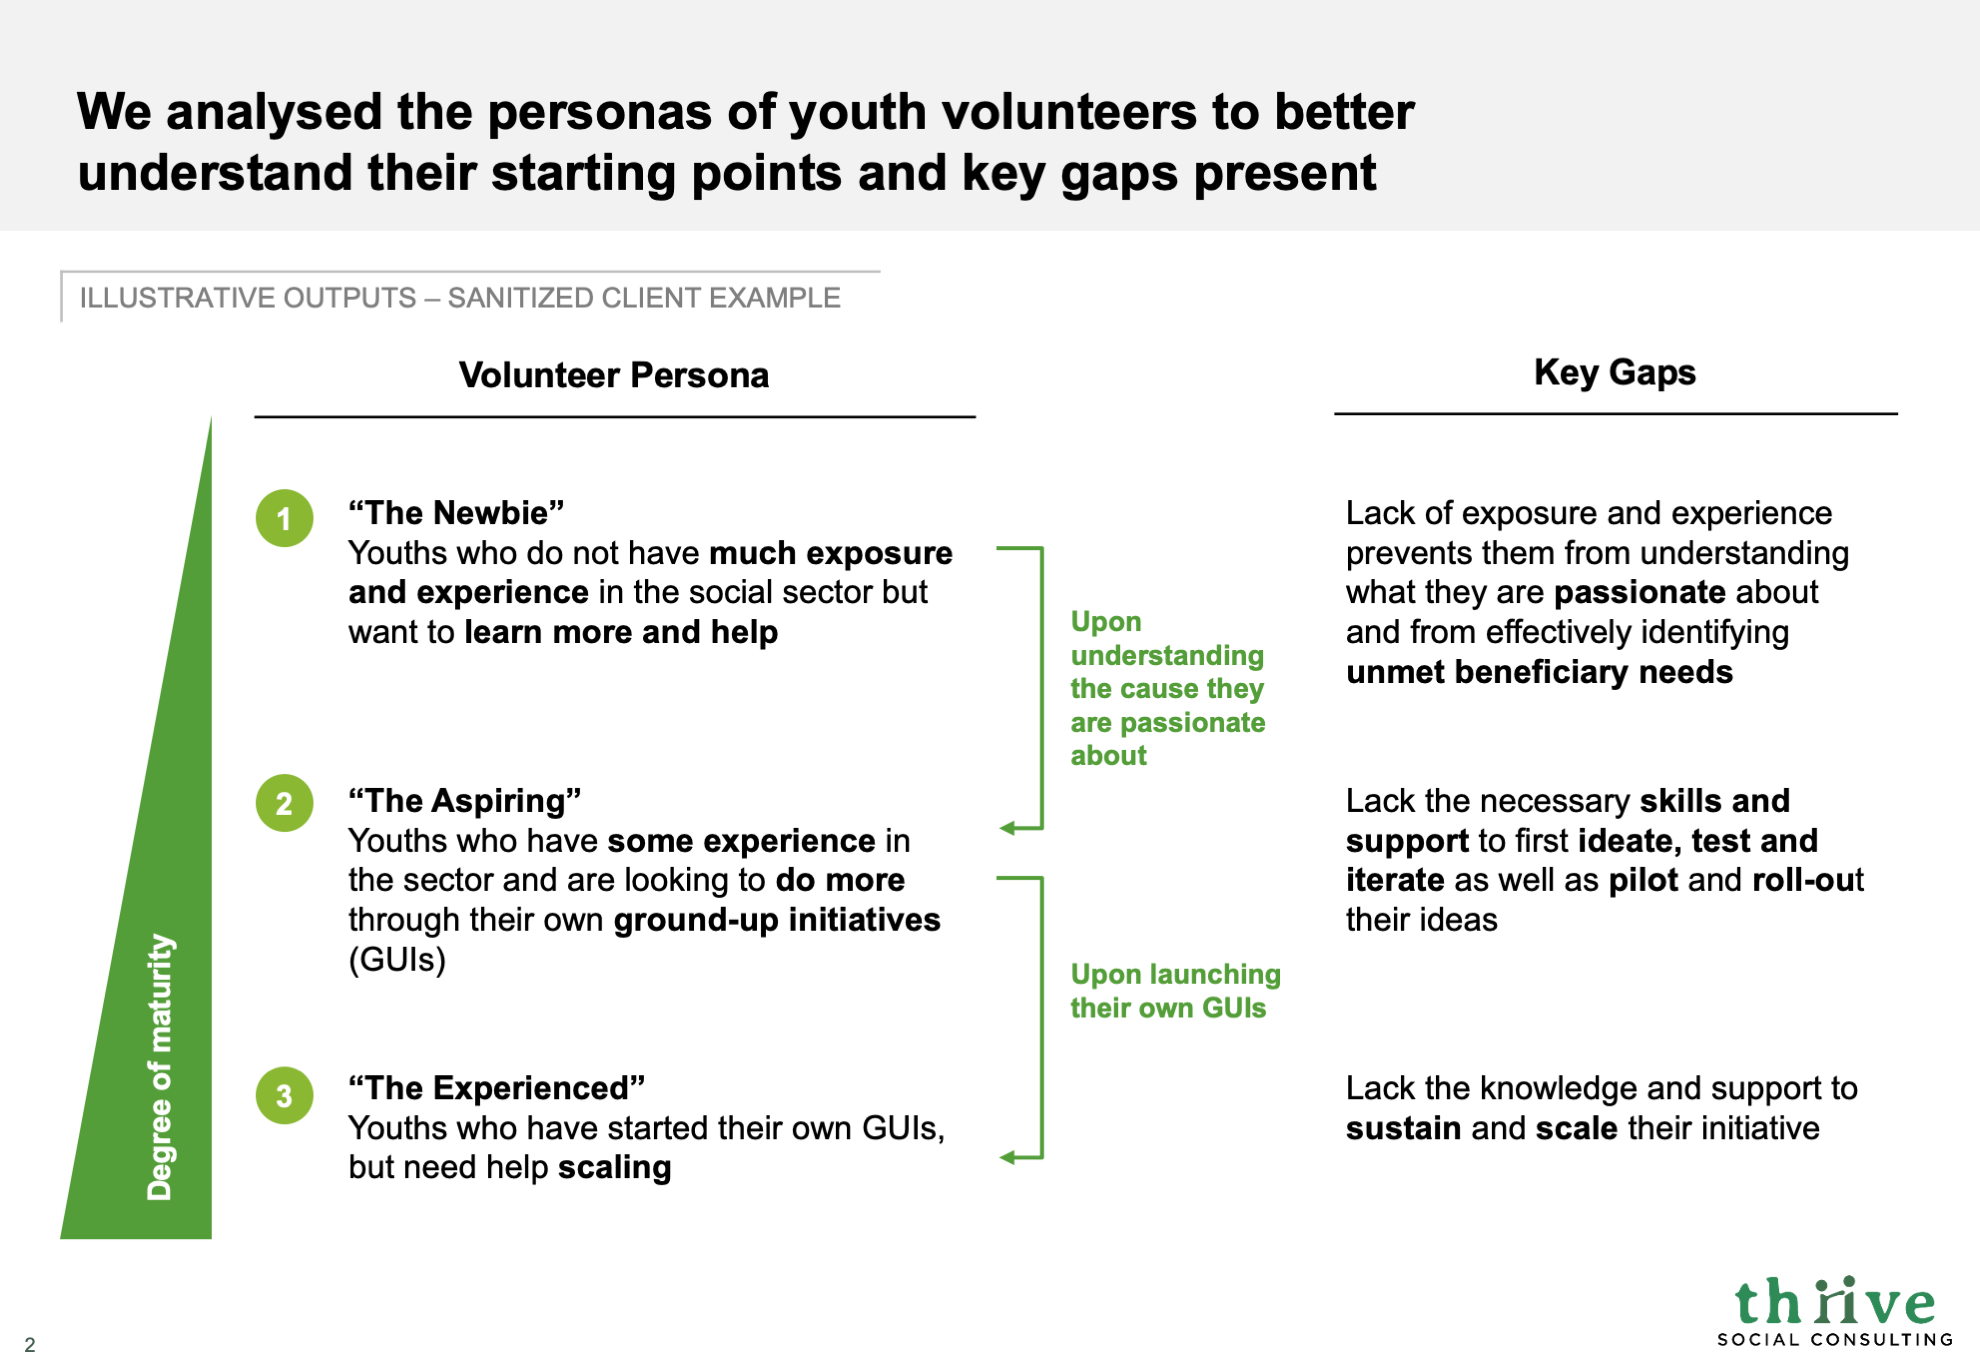 We analysed the personas of youth volunteers to better
understand their starting points and key gaps present
ILLUSTRATIVE OUTPUTS – SANITIZED CLIENT EXAMPLE
Volunteer Persona
Key Gaps
Degree of maturity
1
“The Newbie”
Youths who do not have much exposure
and experience in the social sector but
want to learn more and help
Upon
understanding
the cause they
are passionate
about
Lack of exposure and experience
prevents them from understanding
what they are passionate about
and from effectively identifying
unmet beneficiary needs
2
“The Aspiring”
Youths who have some experience in
the sector and are looking to do more
through their own ground-up initiatives
(GUIs)
Upon launching
their own GUIs
Lack the necessary skills and
support to first ideate, test and
iterate as well as pilot and roll-out
their ideas
3
“The Experienced”
Youths who have started their own GUIs,
but need help scaling
Lack the knowledge and support to
sustain and scale their initiative
thriive
SOCIAL CONSULTING
2